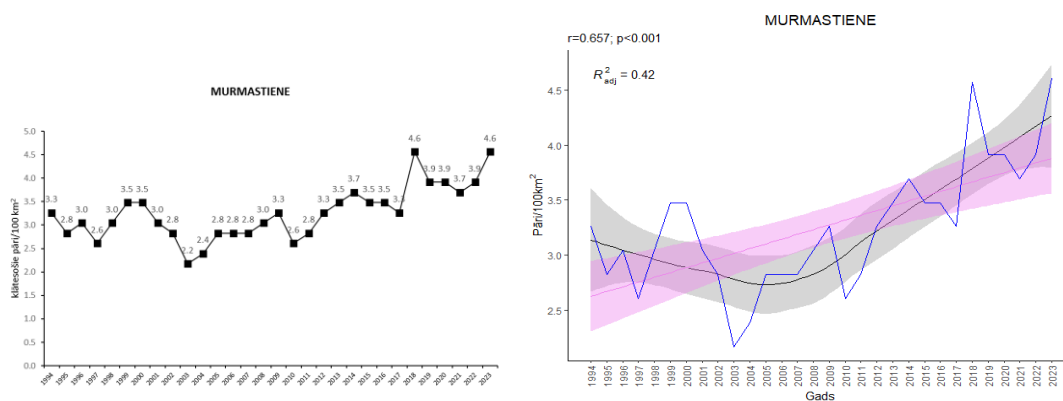 MURMASTIENE
klātesošie pāri/100 km²
5.0
4.5
4.0
3.5
3.0
2.5
2.0
1.5
1.0
0.5
0.0
3.3 2.8 3.0 2.6 3.0 3.5 3.5 3.0 2.8 2.2 2.4 2.8 2.8 2.8 3.0 3.3 2.6 2.8 3.3 3.5 3.7 3.5 3.5 3.3 4.6 3.9 3.9 3.7 3.9 4.6
1994 1995 1996 1997 1998 1999 2000 2001 2002 2003 2004 2005 2006 2007 2008 2009 2010 2011 2012 2013 2014 2015 2016 2017 2018 2019 2020 2021 2022 2023
MURMASTIENE
r=0.657; p<0.001
R²adj = 0.42
Pāri/100km²
4.5
4.0
3.5
3.0
2.5
1994 1995 1996 1997 1998 1999 2000 2001 2002 2003 2004 2005 2006 2007 2008 2009 2010 2011 2012 2013 2014 2015 2016 2017 2018 2019 2020 2021 2022 2023
Gads